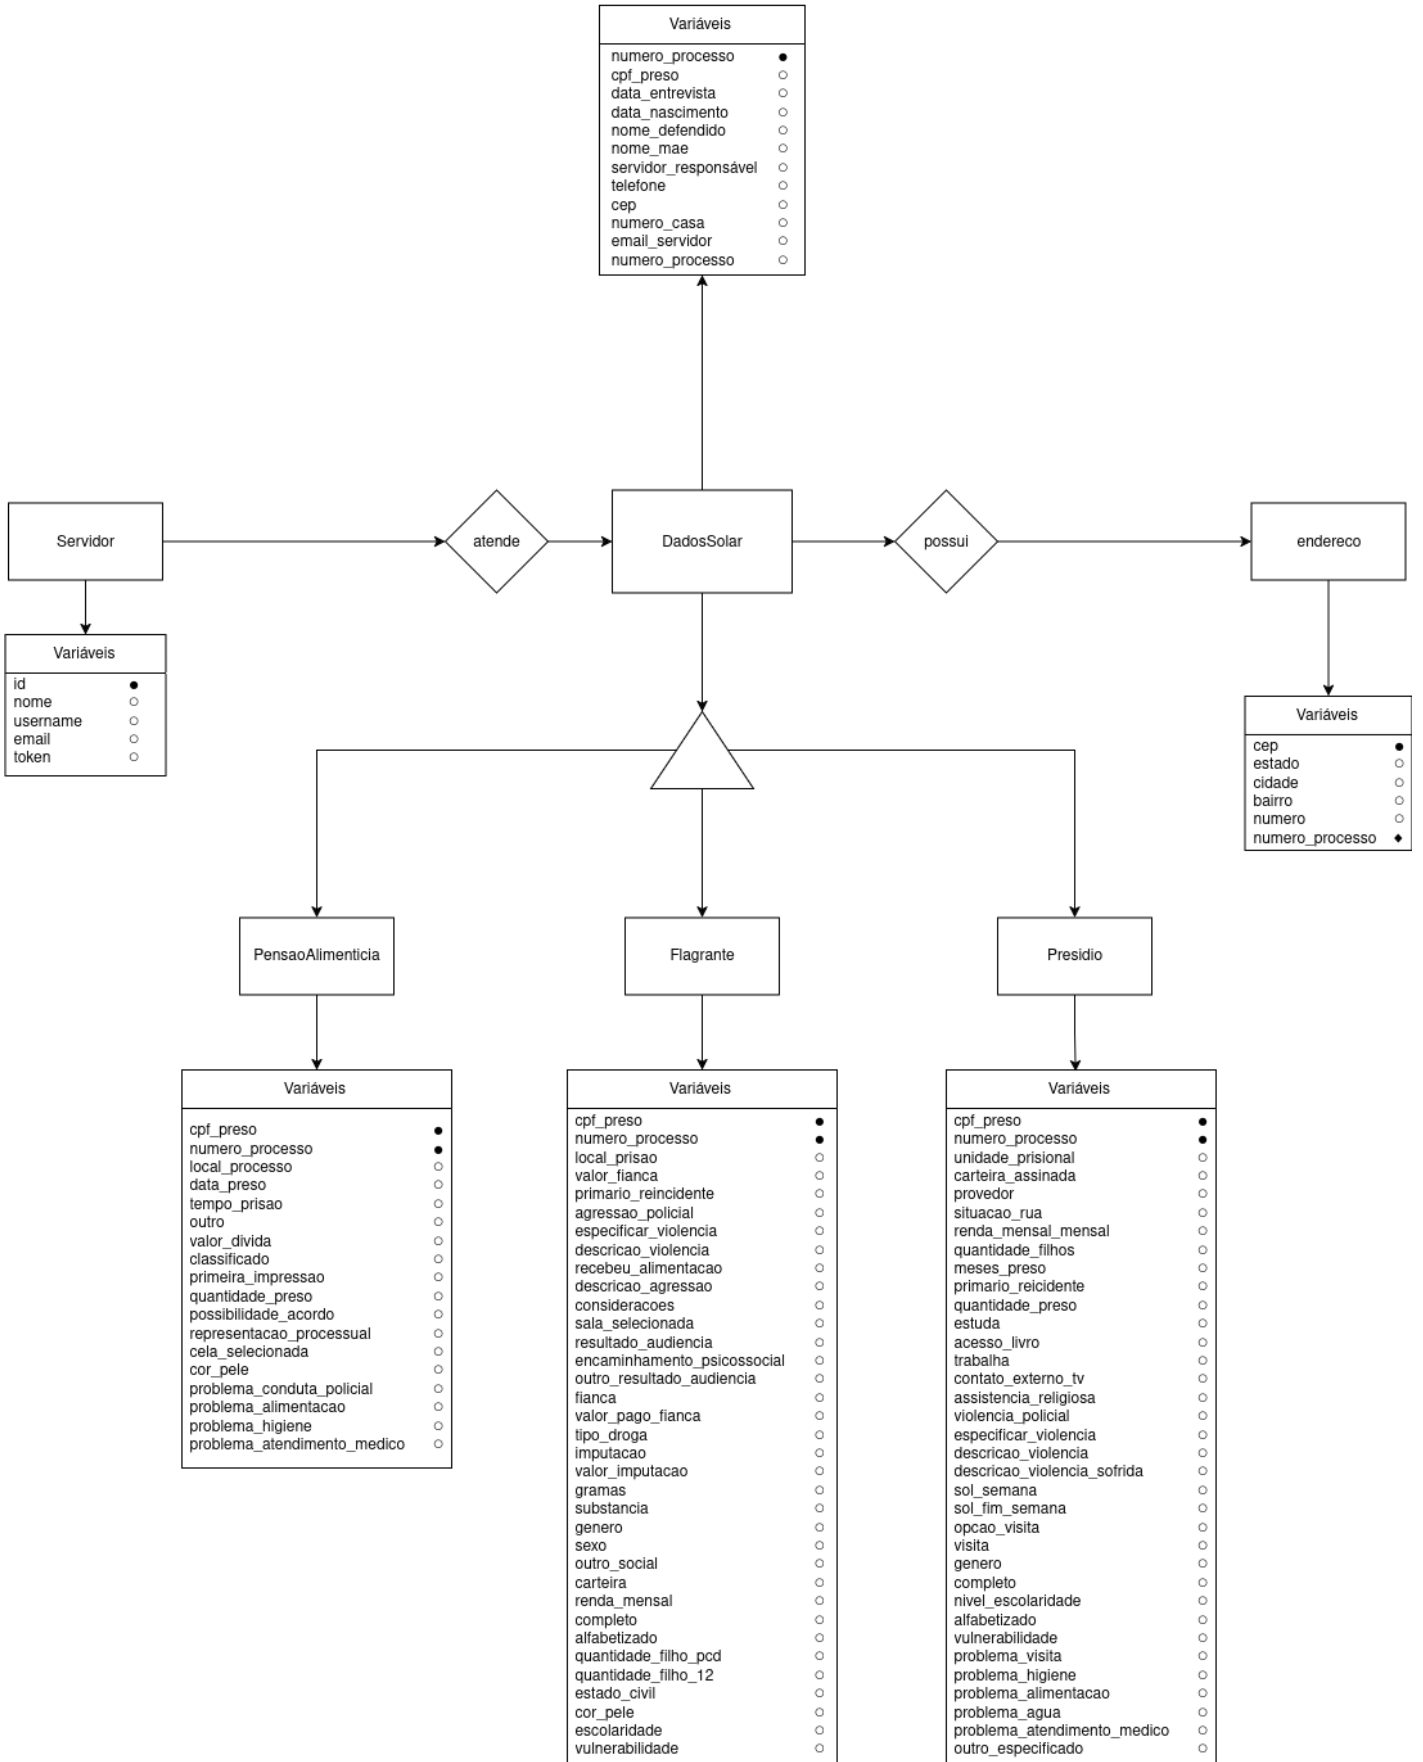 Variáveis
numero_processo
cpf_preso
data_entrevista
data_nascimento
nome_defendido
nome_mae
servidor_responsável
telefone
cep
numero_casa
email_servidor
numero_processo
Servidor
atende
DadosSolar
possui
endereco
Variáveis
id
nome
username
email
token
Variáveis
cep
estado
cidade
bairro
numero
numero_processo
PensaoAlimenticia
Flagrante
Presidio
Variáveis
cpf_preso
numero_processo
local_processo
data_preso
tempo_prisao
outro
valor_divida
classificado
primeira_impressao
quantidade_preso
possibilidade_acordo
representacao_processual
cela_selecionada
cor_pele
problema_conduta_policial
problema_alimentacao
problema_higiene
problema_atendimento_medico
Variáveis
cpf_preso
numero_processo
local_prisao
valor_fianca
primario_reincidente
agressao_policial
especificar_violencia
descricao_violencia
recebeu_alimentacao
descricao_agressao
consideracoes
sala_selecionada
resultado_audiencia
encaminhamento_psicossocial
outro_resultado_audiencia
fianca
valor_pago_fianca
tipo_droga
imputacao
valor_imputacao
gramas
substancia
genero
sexo
outro_social
carteira
renda_mensal
completo
alfabetizado
quantidade_filho_pcd
quantidade_filho_12
estado_civil
cor_pele
escolaridade
vulnerabilidade
Variáveis
cpf_preso
numero_processo
unidade_prisional
carteira_assinada
provedor
situacao_rua
renda_mensal_mensal
quantidade_filhos
meses_preso
primario_reicidente
quantidade_preso
estuda
acesso_livro
trabalha
contato_externo_tv
assistencia_religiosa
violencia_policial
especificar_violencia
descricao_violencia
descricao_violencia_sofrida
sol_semana
sol_fim_semana
opcao_visita
visita
genero
completo
nivel_escolaridade
alfabetizado
vulnerabilidade
problema_visita
problema_higiene
problema_alimentacao
problema_agua
problema_atendimento_medico
outro_especificado